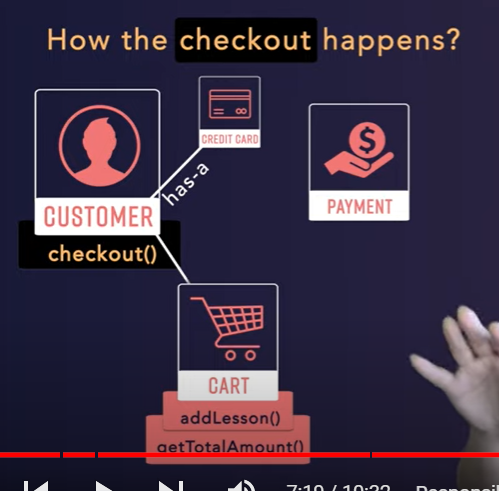 How the checkout happens?
CREDIT CARD
has-a
CUSTOMER
PAYMENT
checkout()
CART
addLesson()
getTotalAmount()